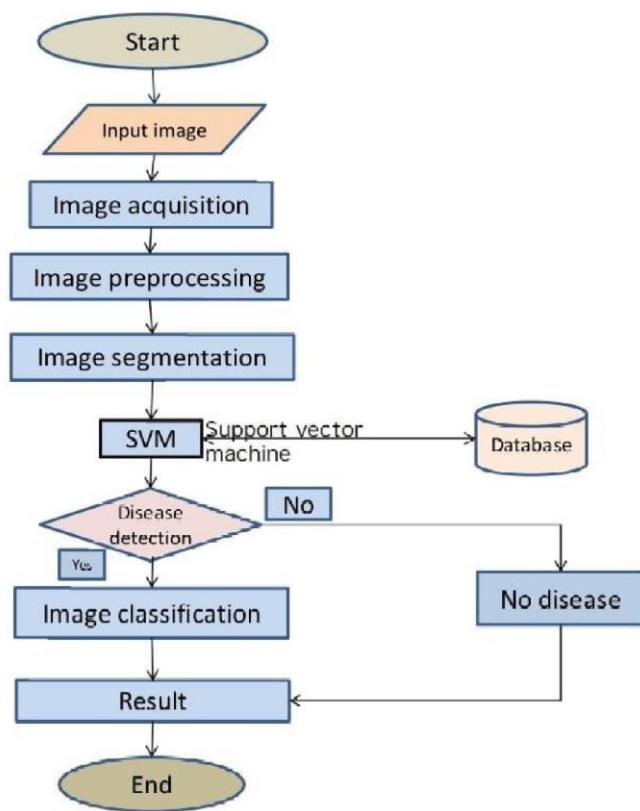 Start
Input image
Image acquisition
Image preprocessing
Image segmentation
SVM
Support vector
machine
Database
Disease
detection
No
Yes
Image classification
No disease
Result
End